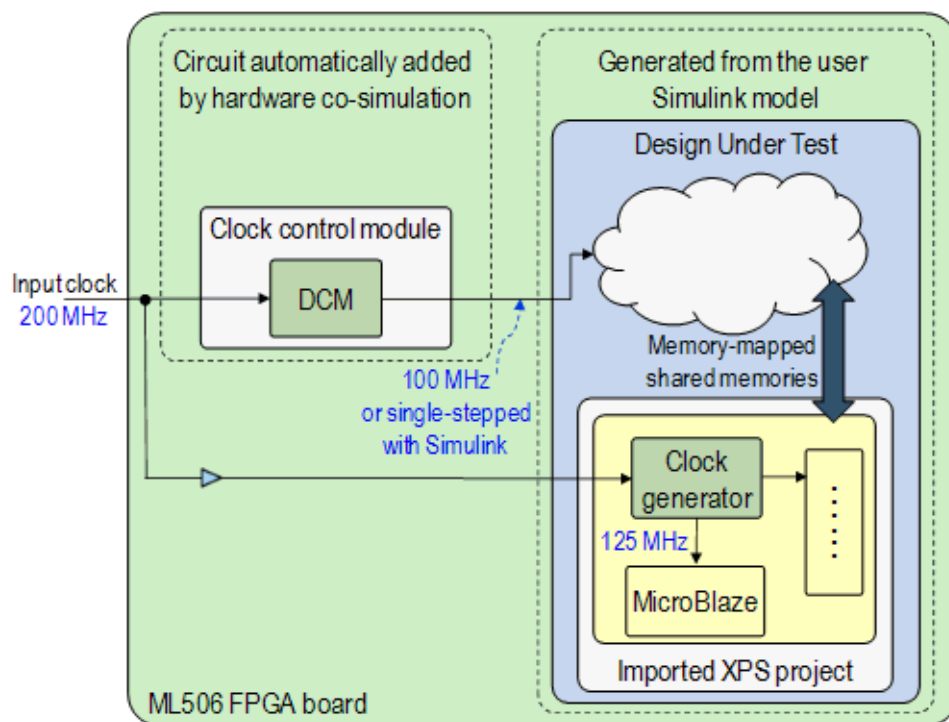 Circuit automatically added
by hardware co-simulation
Generated from the user
Simulink model
Design Under Test
Clock control module
DCM
Input clock
200 MHz
Memory-mapped
shared memories
100 MHz
or single-stepped
with Simulink
Clock
generator
125 MHz
MicroBlaze
Imported XPS project
ML506 FPGA board